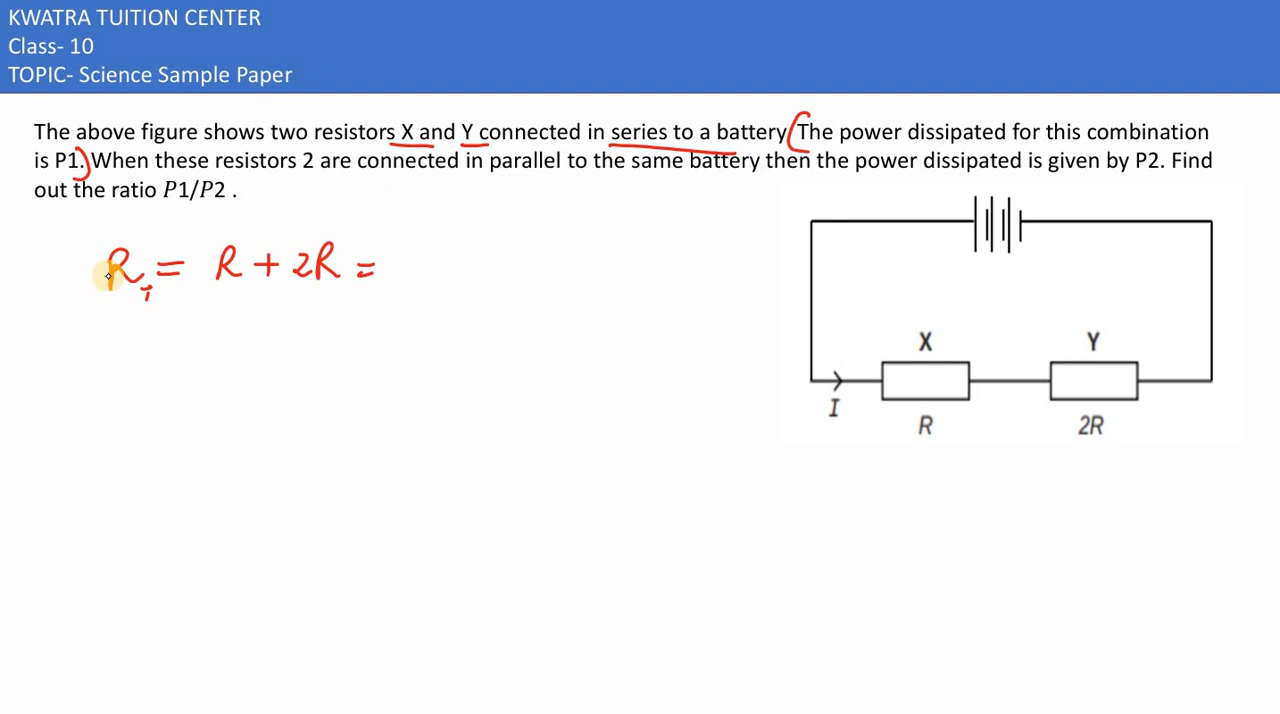 KWATRA TUITION CENTER
Class- 10
TOPIC- Science Sample Paper
The above figure shows two resistors X and Y connected in series to a battery (The power dissipated for this combination
is P1.) When these resistors 2 are connected in parallel to the same battery then the power dissipated is given by P2. Find
out the ratio P1/P2 .
R_T = R + 2R =
X Y
I
R 2R